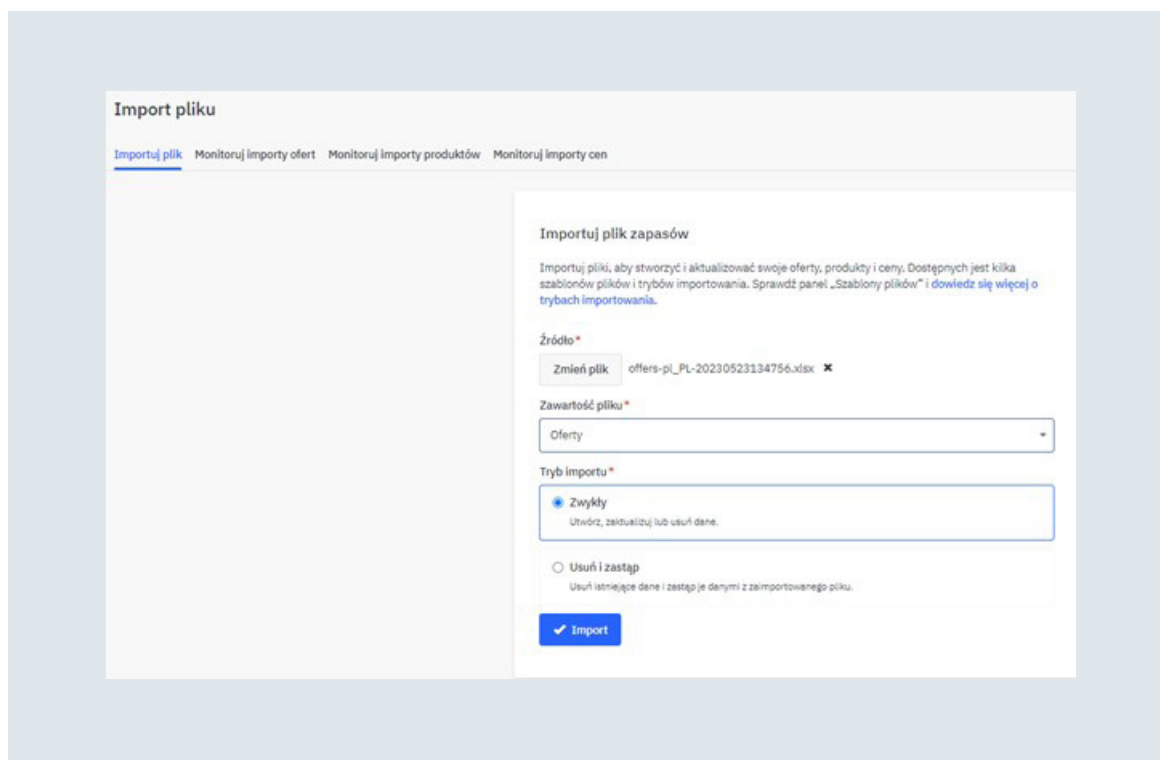 Import pliku
Importuj plik Monitoruj importy ofert Monitoruj importy produktów Monitoruj importy cen
Importuj plik zapasów
Importuj pliki, aby stworzyć i aktualizować swoje oferty, produkty i ceny. Dostępnych jest kilka
szablonów plików i trybów importowania. Sprawdź panel „Szablony plików” i dowiedz się więcej o
trybach importowania.
Źródło*
Zmień plik offers-pl_PL-20230523134756.xlsx ✖
Zawartość pliku*
Oferty
Tryb importu*
Zwykły
Utwórz, zaktualizuj lub usuń dane.
Usuń i zastąp
Usuń istniejące dane i zastąp je danymi z zaimportowanego pliku.
✔ Import